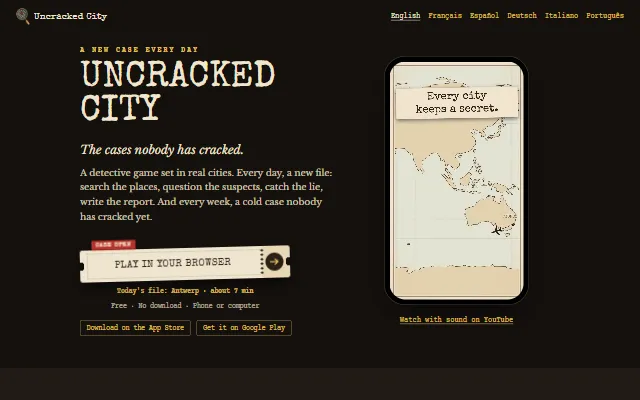 Uncracked City
English Français Español Deutsch Italiano Português
A NEW CASE EVERY DAY
UNCRACKED
CITY
The cases nobody has cracked.
A detective game set in real cities. Every day, a new file:
search the places, question the suspects, catch the lie,
write the report. And every week, a cold case nobody
has cracked yet.
CASE OPEN
PLAY IN YOUR BROWSER
Today's file: Antwerp · about 7 min
Free · No download · Phone or computer
Download on the App Store
Get it on Google Play
Every city
keeps a secret.
Watch with sound on YouTube